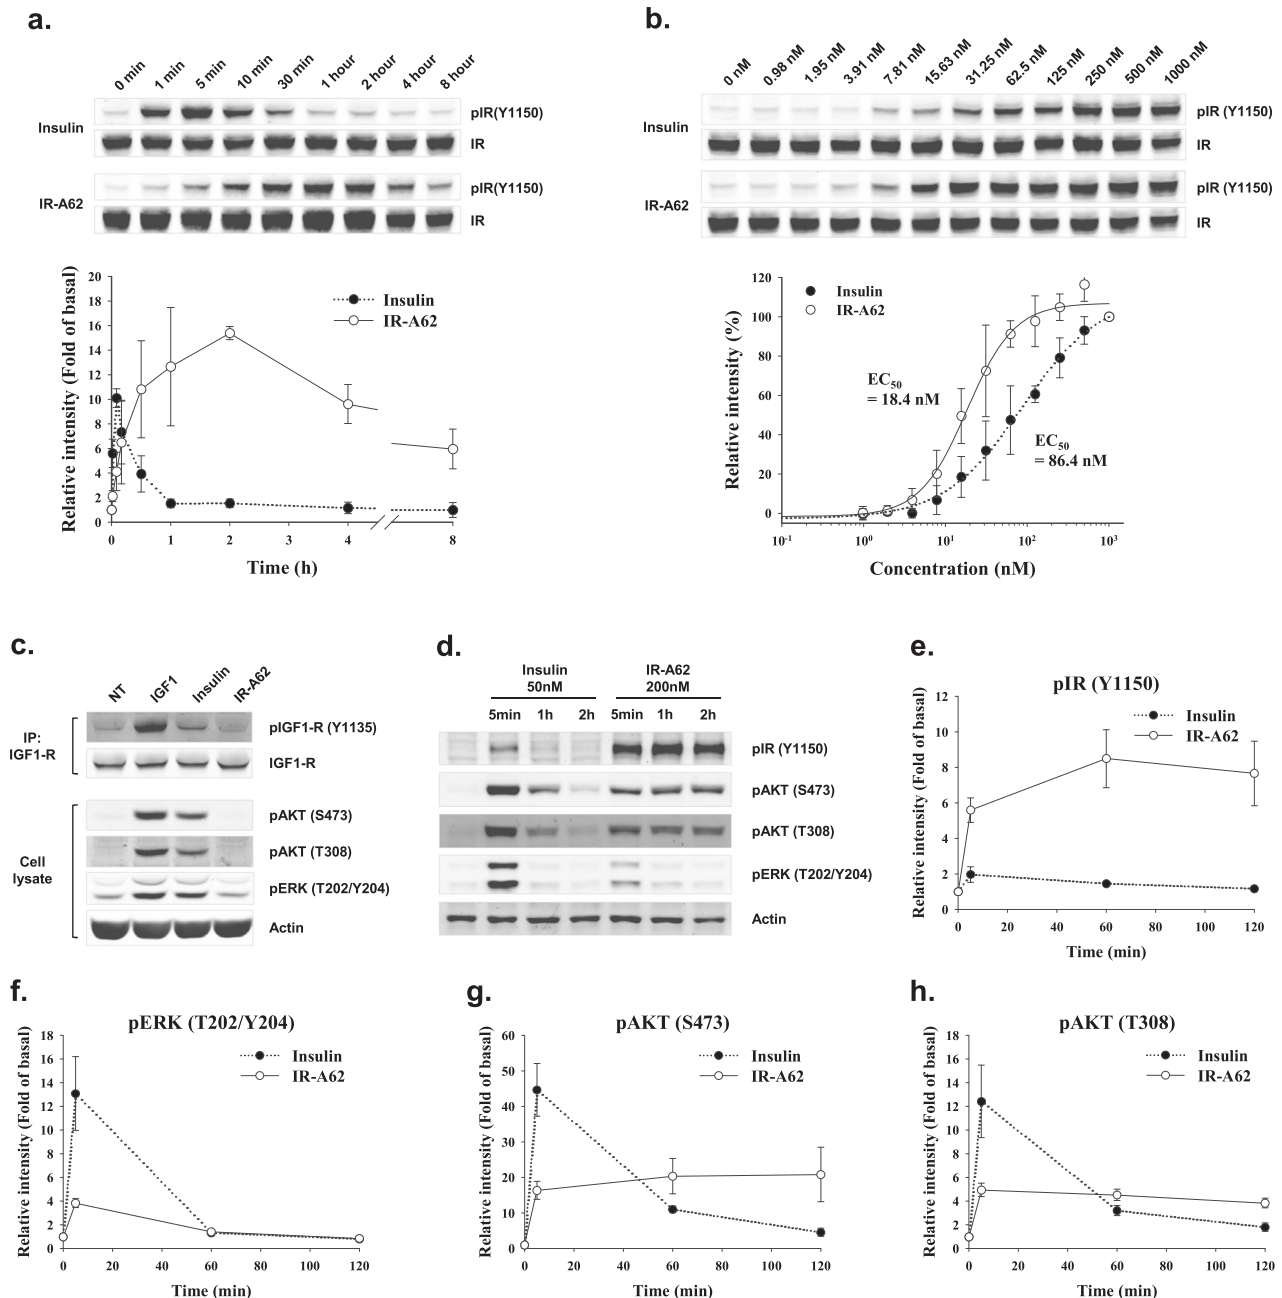 a.
0 min 1 min 5 min 10 min 30 min 1 hour 2 hour 4 hour 8 hour
Insulin
pIR(Y1150)
IR
IR-A62
pIR(Y1150)
IR
20
18
16
14
12
10
8
6
4
2
0
Relative intensity (Fold of basal)
Insulin
IR-A62
0 1 2 3 4 8
Time (h)
b.
0 nM 0.98 nM 1.95 nM 3.91 nM 7.81 nM 15.63 nM 31.25 nM 62.5 nM 125 nM 250 nM 500 nM 1000 nM
Insulin
pIR (Y1150)
IR
IR-A62
pIR (Y1150)
IR
120
100
80
60
40
20
0
Relative intensity (%)
Insulin
IR-A62
EC50
= 18.4 nM
EC50
= 86.4 nM
10-1 100 101 102 103
Concentration (nM)
c.
NT IGF1 Insulin IR-A62
IP:
IGF1-R
pIGF1-R (Y1135)
IGF1-R
Cell
lysate
pAKT (S473)
pAKT (T308)
pERK (T202/Y204)
Actin
d.
Insulin
50nM
IR-A62
200nM
5min 1h 2h 5min 1h 2h
pIR (Y1150)
pAKT (S473)
pAKT (T308)
pERK (T202/Y204)
Actin
e.
pIR (Y1150)
12
10
8
6
4
2
0
Relative intensity (Fold of basal)
Insulin
IR-A62
0 20 40 60 80 100 120
Time (min)
f.
pERK (T202/Y204)
18
16
14
12
10
8
6
4
2
0
Relative intensity (Fold of basal)
Insulin
IR-A62
0 20 40 60 80 100 120
Time (min)
g.
pAKT (S473)
60
50
40
30
20
10
0
Relative intensity (Fold of basal)
Insulin
IR-A62
0 20 40 60 80 100 120
Time (min)
h.
pAKT (T308)
18
16
14
12
10
8
6
4
2
0
Relative intensity (Fold of basal)
Insulin
IR-A62
0 20 40 60 80 100 120
Time (min)